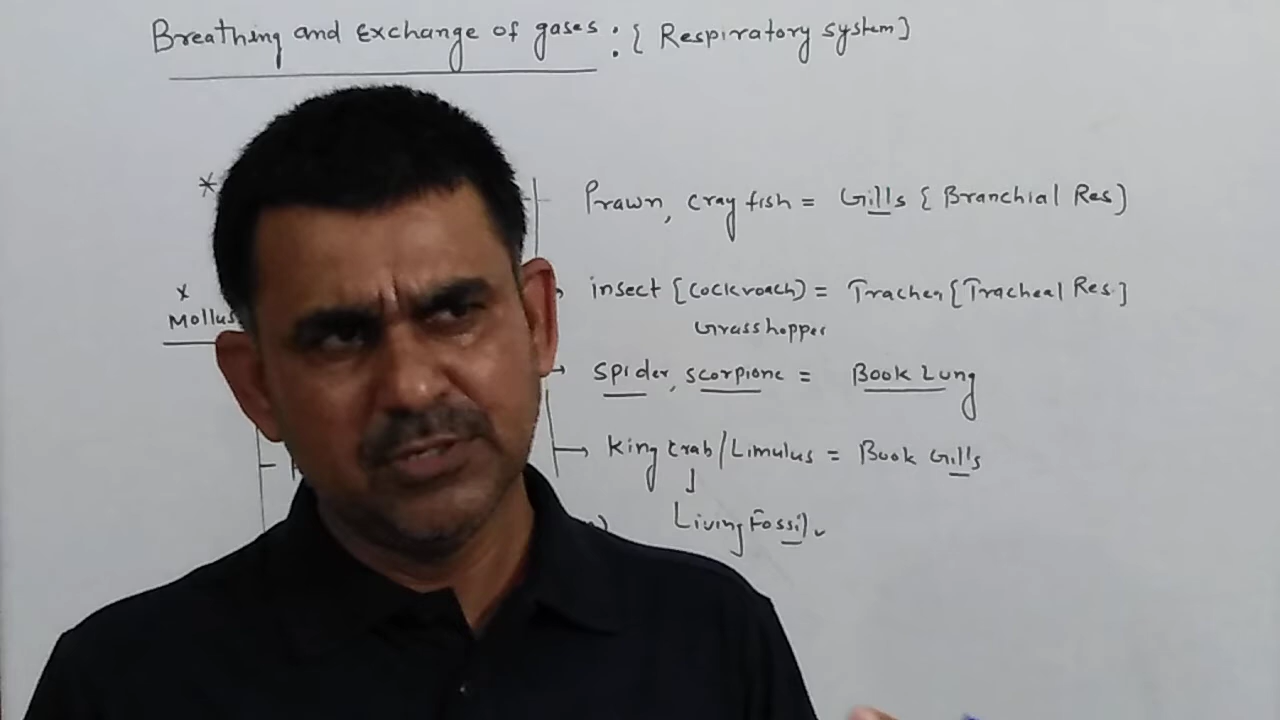 Breathing and Exchange of gases : { Respiratory system }
* Prawn, cray fish = Gills { Branchial Res }
x
insect { Cockroach ) = Trachea { Tracheal Res. }
Mollus
Grasshopper
spider, scorpione = Book Lung
King crab / Limulus = Book Gills
Living Fossil